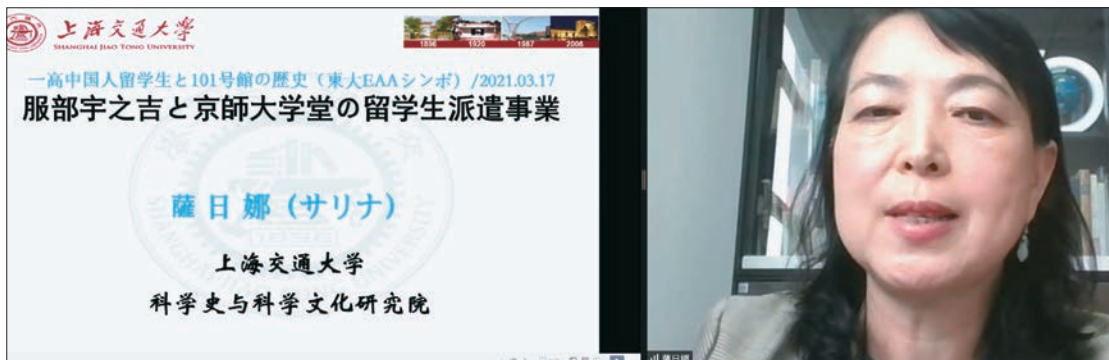 上海交通大学
SHANGHAI JIAO TONG UNIVERSITY
1896 1920 1987 2006
一高中国人留学生と101号館の歴史（東大EAAシンポ）/2021.03.17
服部宇之吉と京師大学堂の留学生派遣事業
薩日娜（サリナ）
上海交通大学
科学史与科学文化研究院
薩日娜